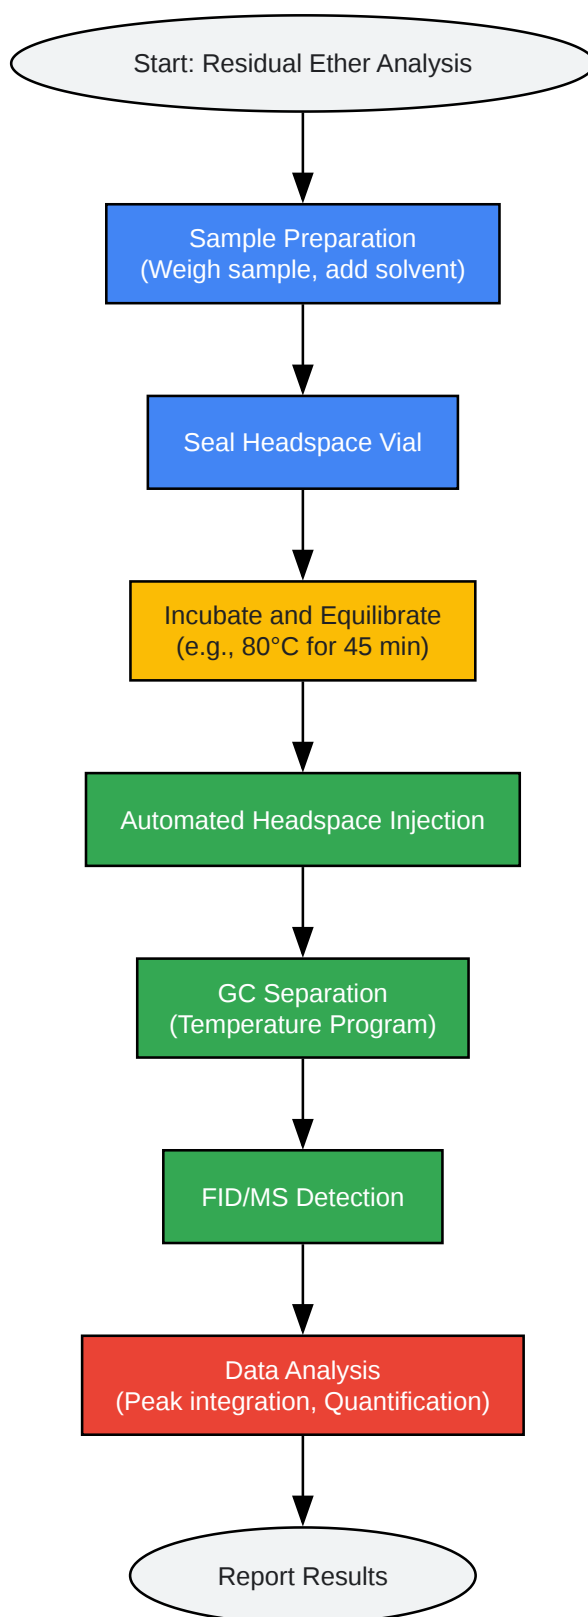 Start: Residual Ether Analysis
Sample Preparation
(Weigh sample, add solvent)
Seal Headspace Vial
Incubate and Equilibrate
(e.g., 80°C for 45 min)
Automated Headspace Injection
GC Separation
(Temperature Program)
FID/MS Detection
Data Analysis
(Peak integration, Quantification)
Report Results